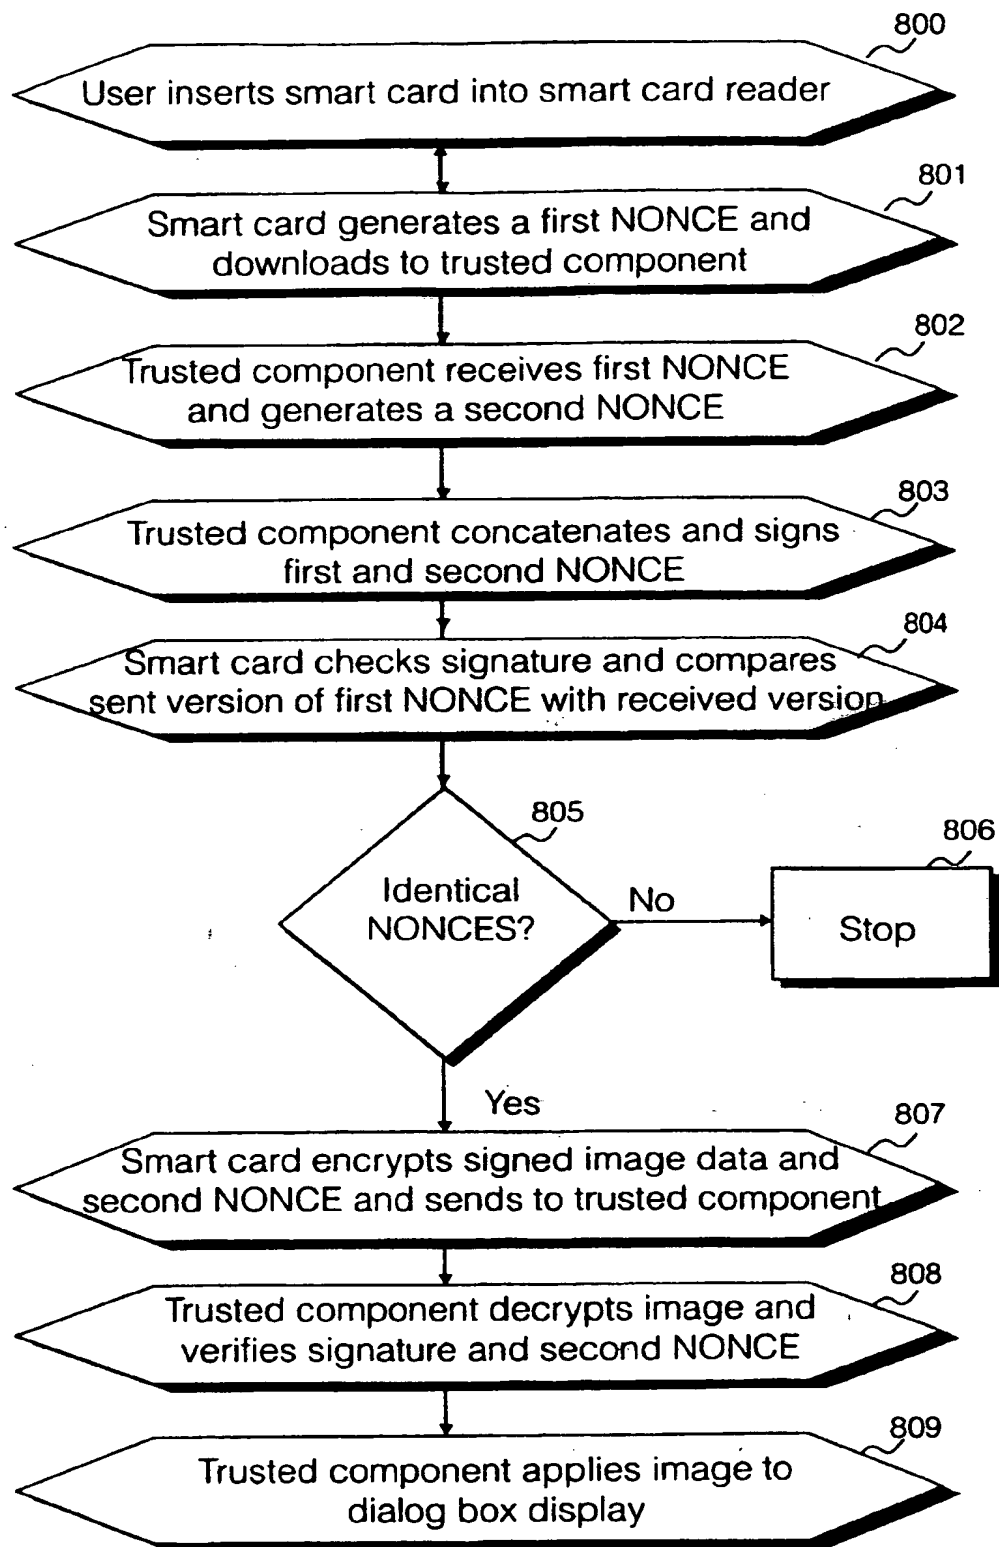 800
User inserts smart card into smart card reader
801
Smart card generates a first NONCE and
downloads to trusted component
802
Trusted component receives first NONCE
and generates a second NONCE
803
Trusted component concatenates and signs
first and second NONCE
804
Smart card checks signature and compares
sent version of first NONCE with received version
805
Identical
NONCES?
No
806
Stop
Yes
807
Smart card encrypts signed image data and
second NONCE and sends to trusted component
808
Trusted component decrypts image and
verifies signature and second NONCE
809
Trusted component applies image to
dialog box display